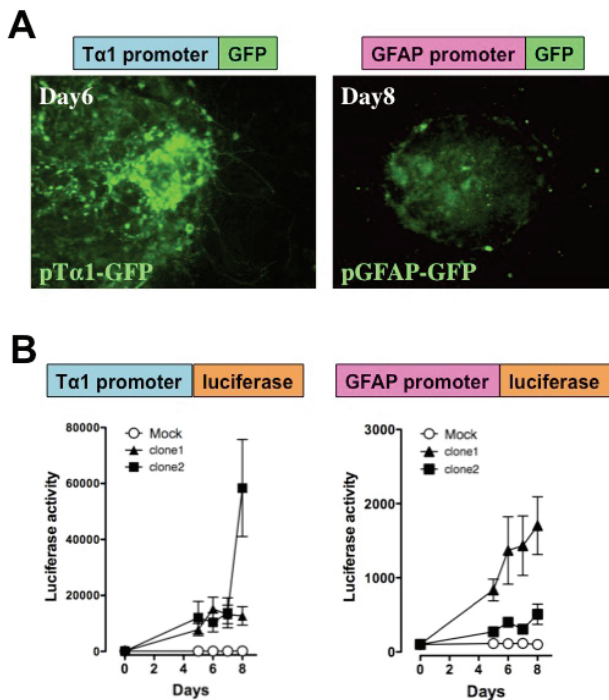 A
Tα1 promoter GFP
GFAP promoter GFP
Day6
pTα1-GFP
Day8
pGFAP-GFP
B
Tα1 promoter luciferase
GFAP promoter luciferase
Luciferase activity
80000
60000
40000
20000
0
Mock
clone1
clone2
0 2 4 6 8
Days
Luciferase activity
3000
2000
1000
0
Mock
clone1
clone2
0 2 4 6 8
Days